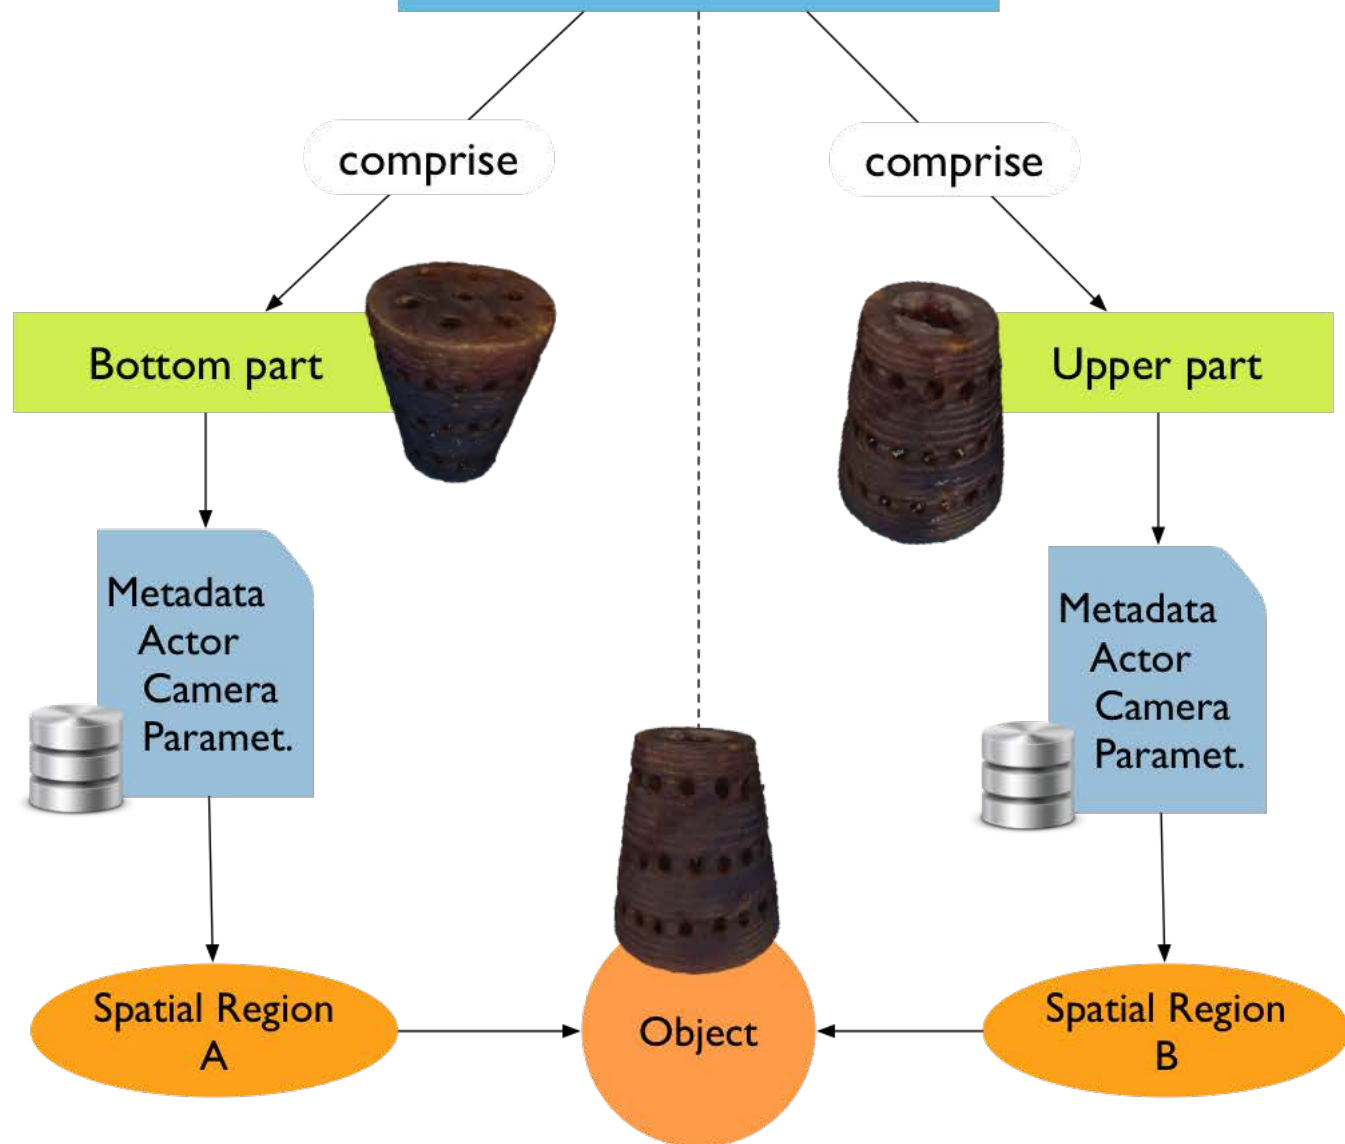 comprise
comprise
Bottom part
Upper part
Metadata
Actor
Camera
Paramet.
Metadata
Actor
Camera
Paramet.
Spatial Region
A
Object
Spatial Region
B